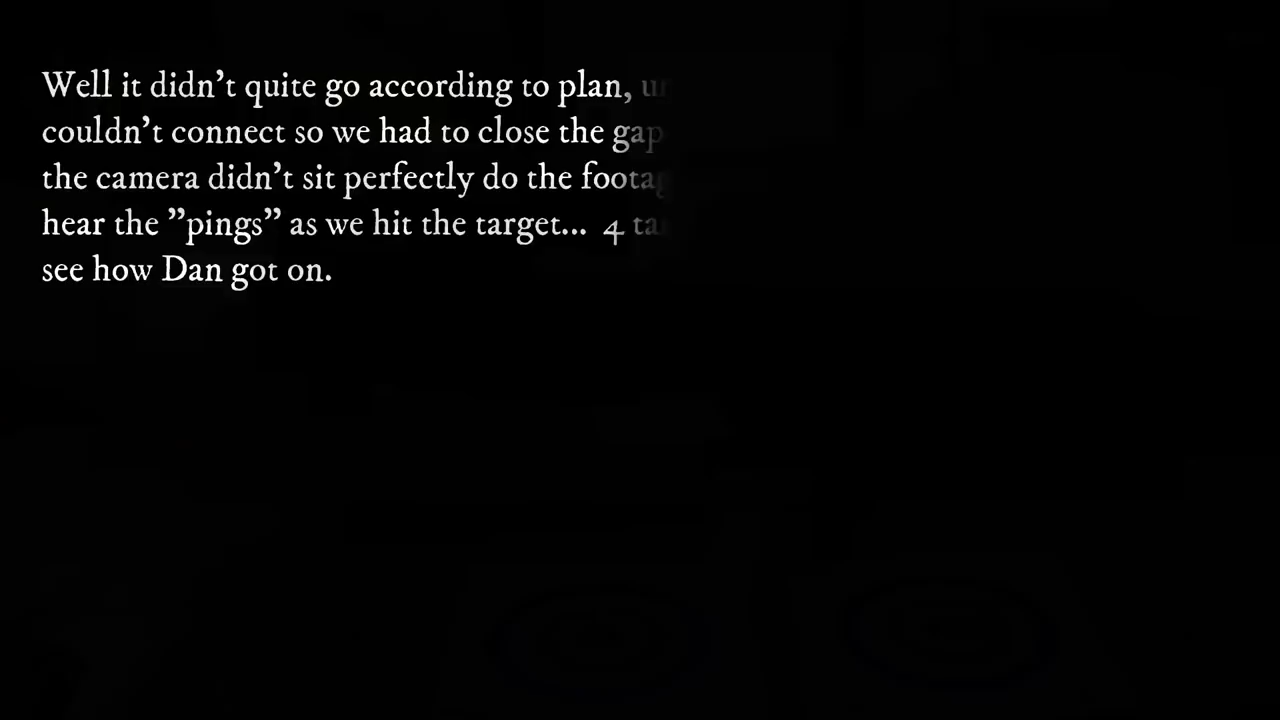 Well it didn't quite go according to plan,
couldn't connect so we had to close the gap
the camera didn't sit perfectly do the
hear the "pings" as we hit the target... 4
see how Dan got on.